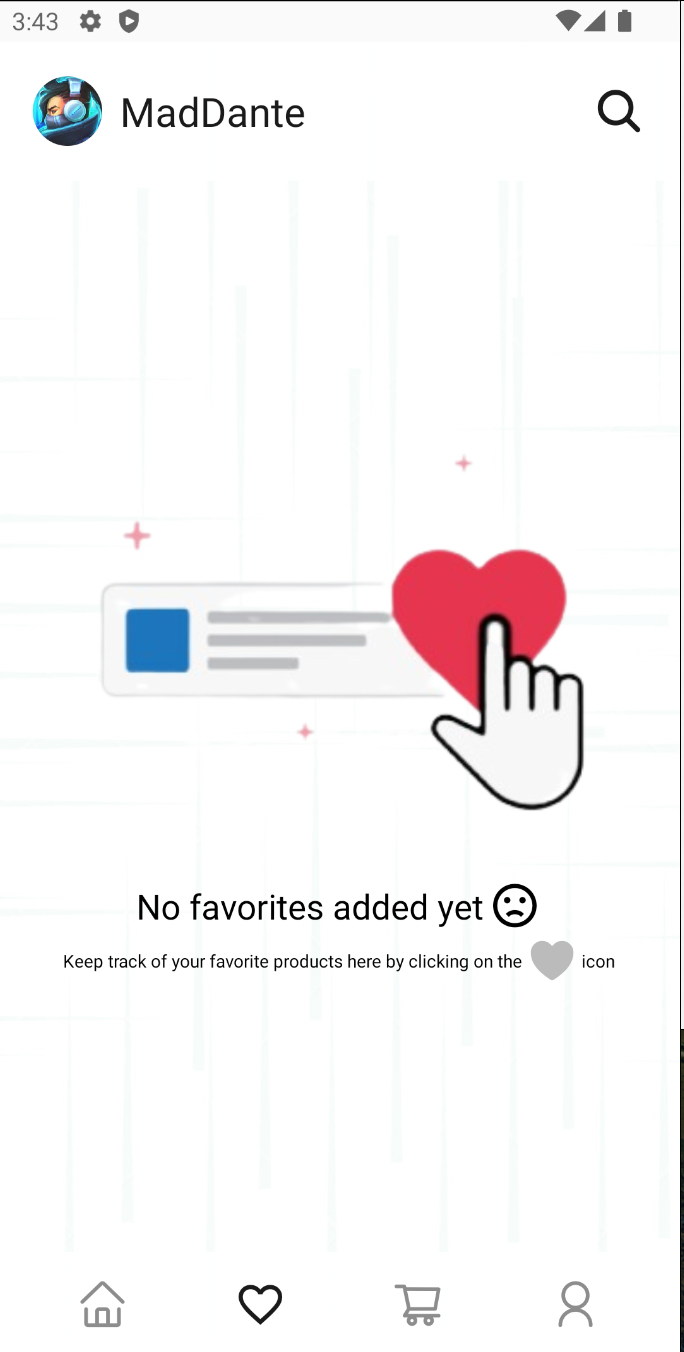 3:43
MadDante
No favorites added yet
Keep track of your favorite products here by clicking on the icon